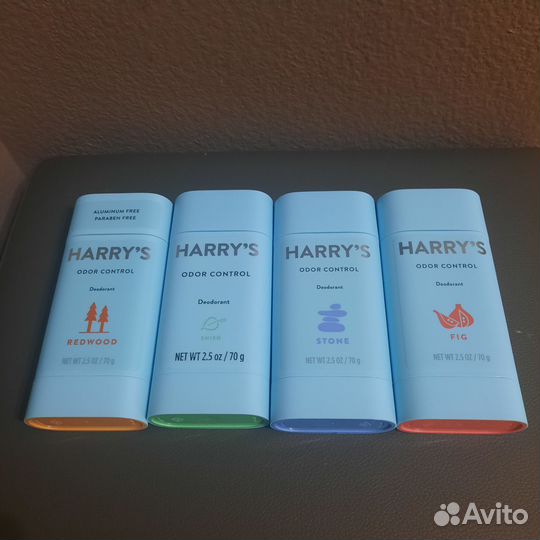 ALUMINUM FREE
PARABEN FREE
HARRY'S
ODOR CONTROL
Deodorant
REDWOOD
NET WT 2.5 OZ / 70 g
HARRY'S
ODOR CONTROL
Deodorant
SHISO
NET WT 2.5 oz / 70 g
HARRY'S
ODOR CONTROL
Deodorant
STONE
NET WT 2.5 OZ / 70 g
HARRY'S
ODOR CONTROL
Deodorant
FIG
NET WT 2.5 OZ / 70 g
Avito